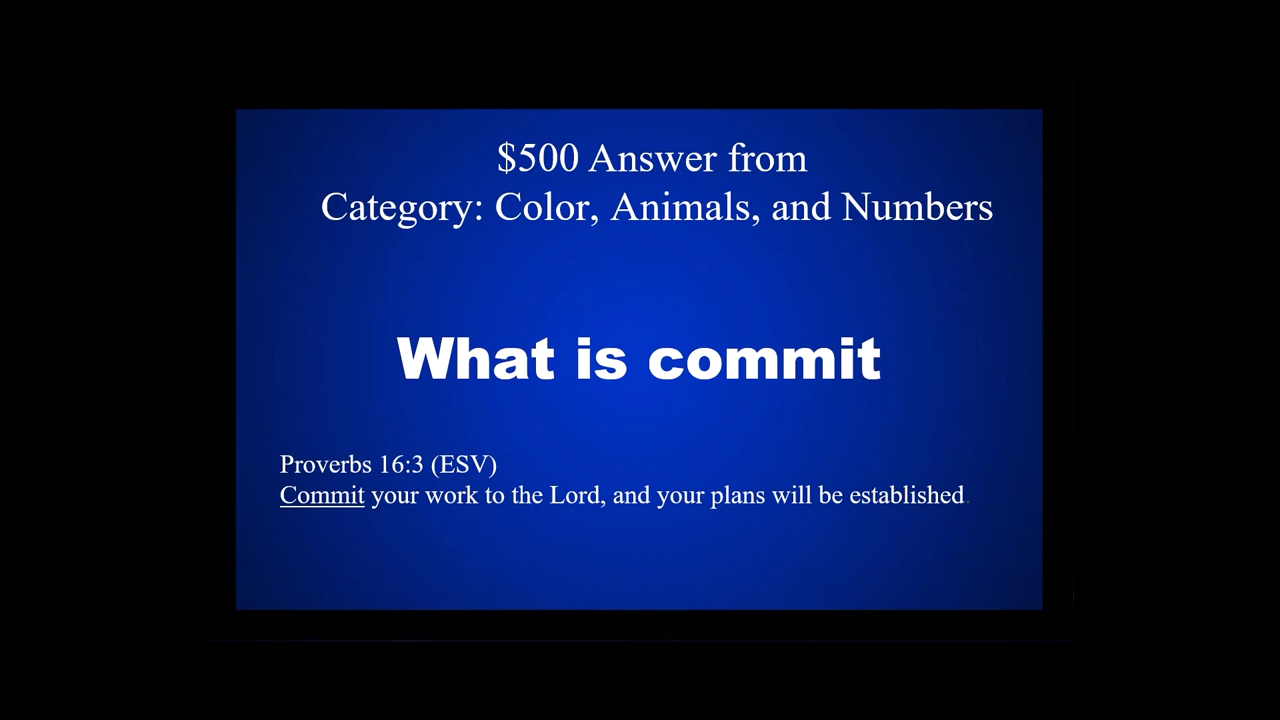 $500 Answer from
Category: Color, Animals, and Numbers
What is commit
Proverbs 16:3 (ESV)
Commit your work to the Lord, and your plans will be established.